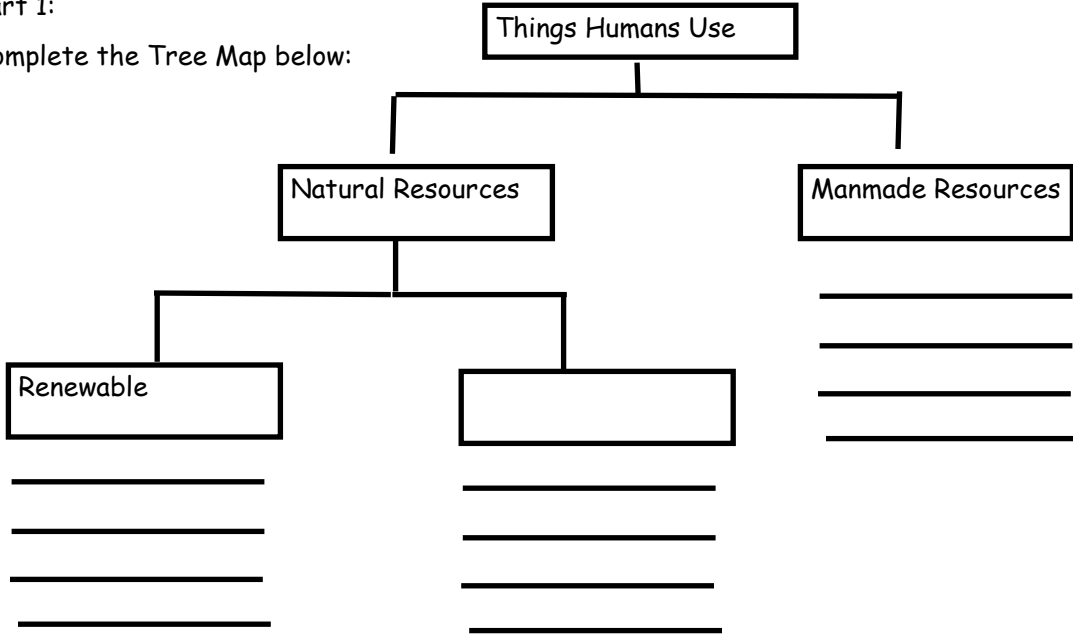 art 1:
Things Humans Use
omplete the Tree Map below:
Natural Resources
Manmade Resources
Renewable